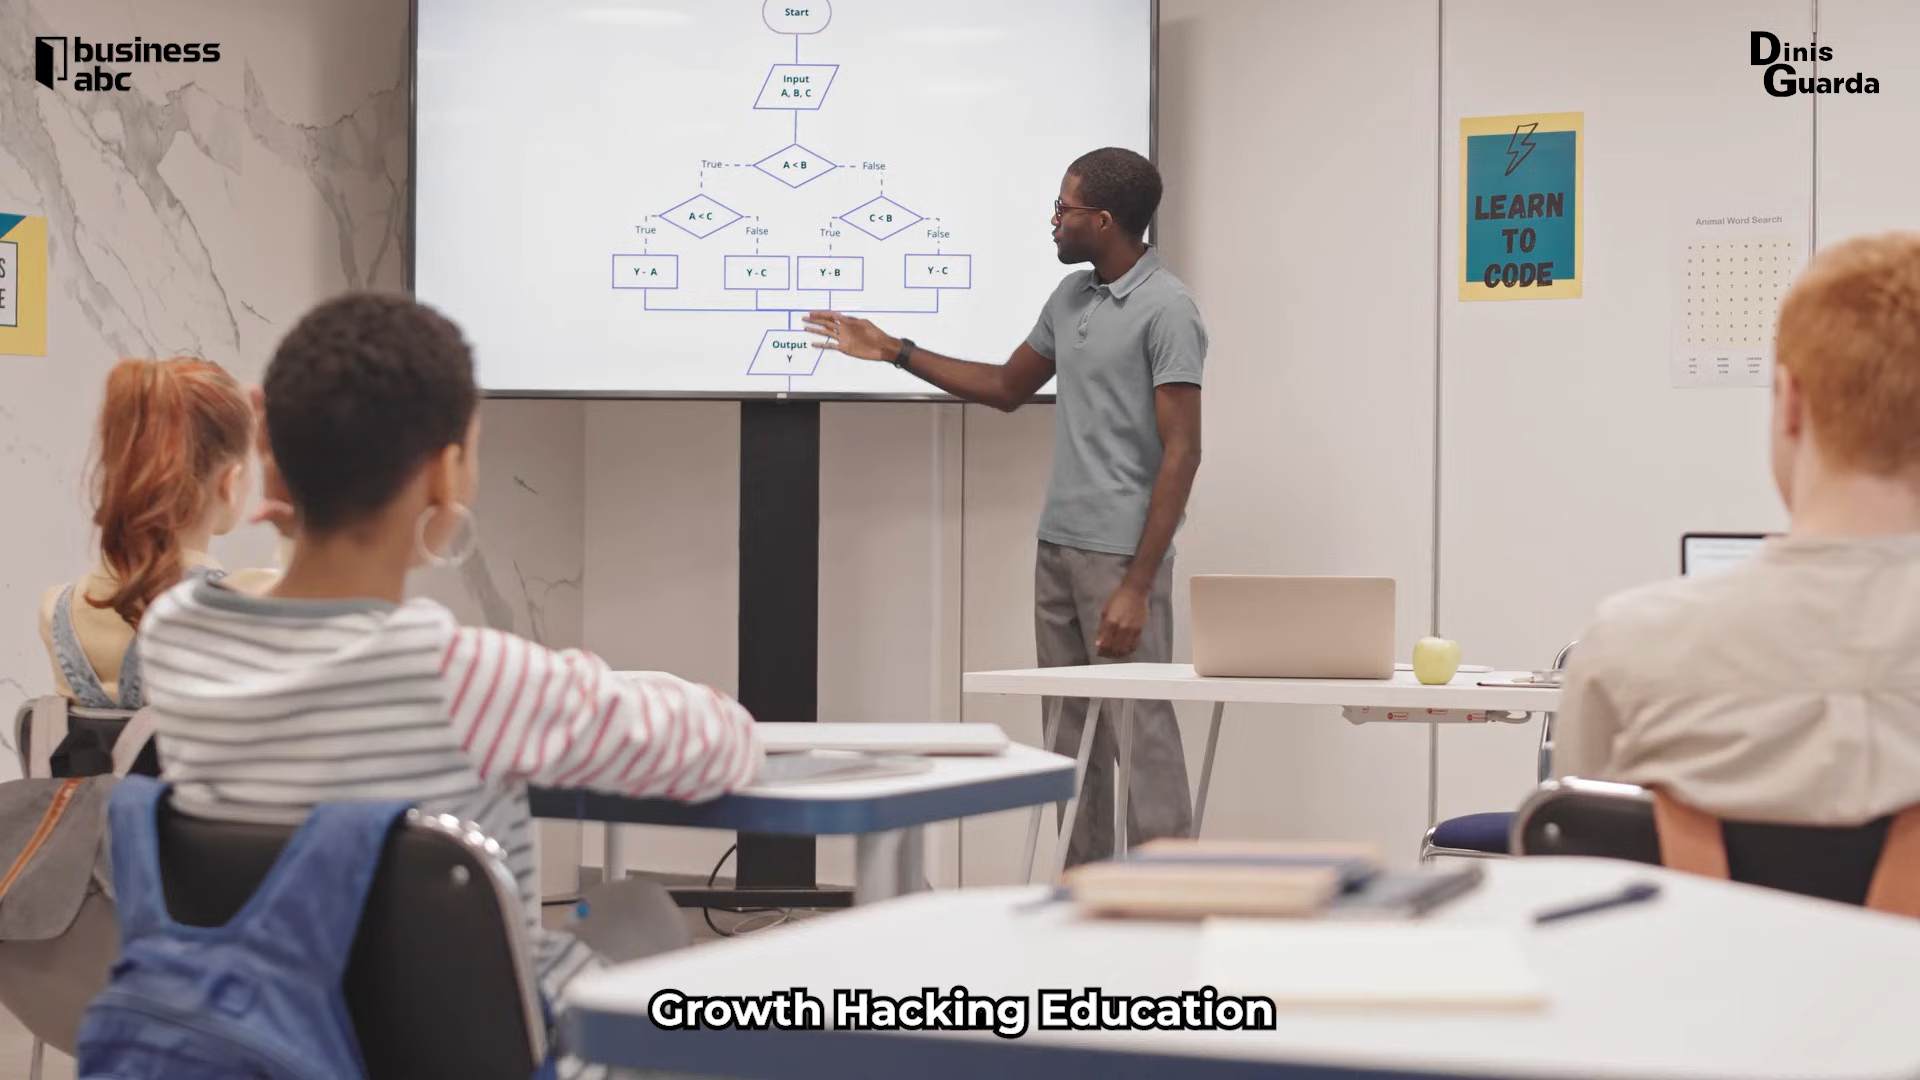 business
abc
Dinis
Guarda
Start
Input
A, B, C
A < B
True
False
A < C
C < B
True
False
True
False
Y - A
Y - C
Y - B
Y - C
Output
Y
LEARN
TO
CODE
Animal Word Search
S
E
Growth Hacking Education